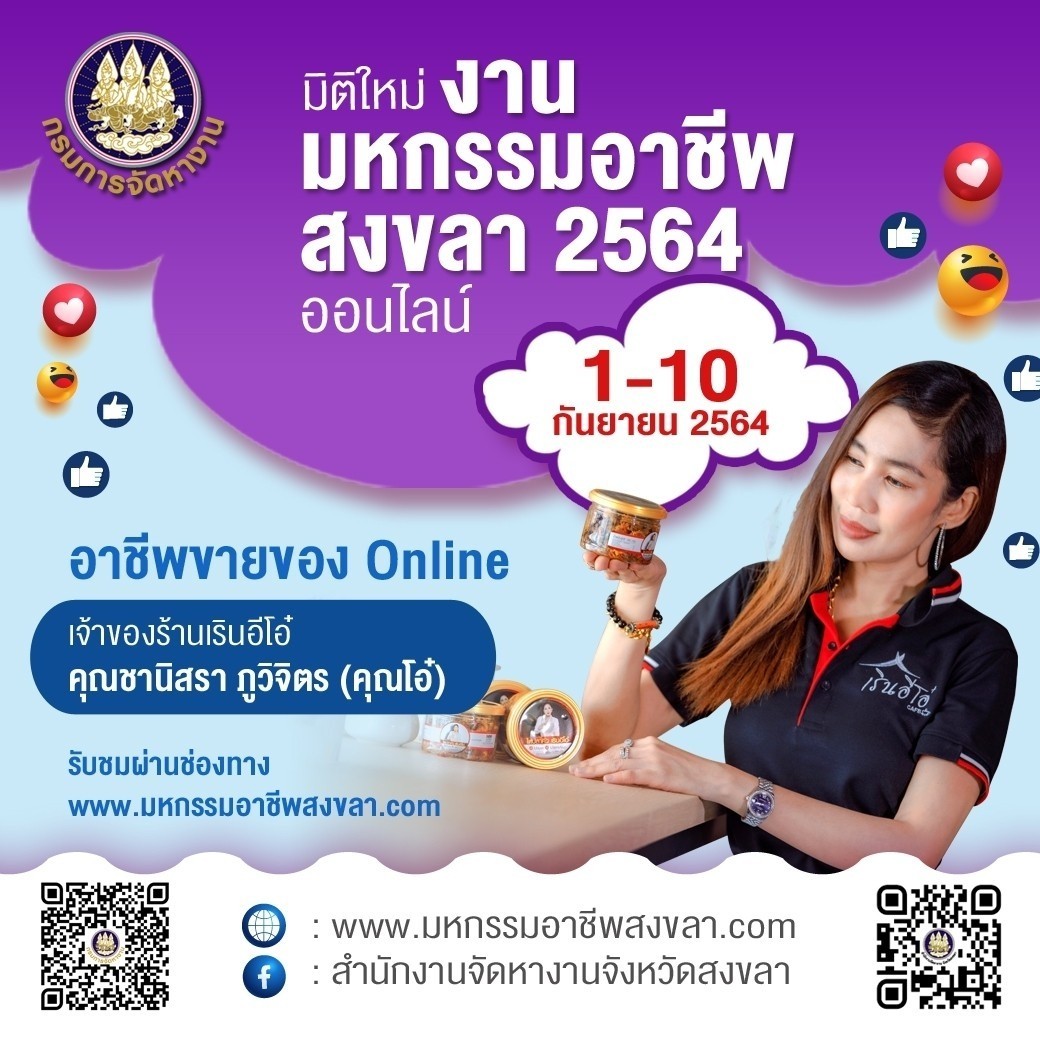 กรมการจัดหางาน
มิติใหม่ งาน
มหกรรมอาชีพ
สงขลา 2564
ออนไลน์
1-10
กันยายน 2564
อาชีพขายของ Online
เจ้าของร้านเรินอีโอ๋
คุณชานิสรา ภูวิจิตร (คุณโอ๋)
เรินอีโอ๋
CAFE
รับชมผ่านช่องทาง
www.มหกรรมอาชีพสงขลา.com
: www.มหกรรมอาชีพสงขลา.com
: สำนักงานจัดหางานจังหวัดสงขลา